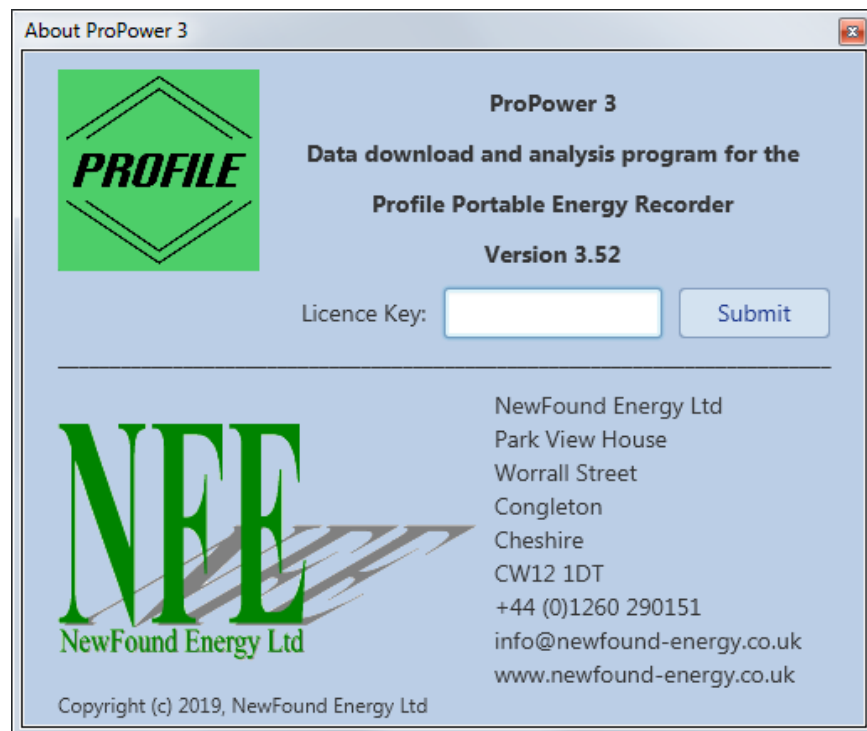 About ProPower 3
PROFILE
ProPower 3
Data download and analysis program for the
Profile Portable Energy Recorder
Version 3.52
Licence Key:
Submit
NFE
NewFound Energy Ltd
NewFound Energy Ltd
Park View House
Worrall Street
Congleton
Cheshire
CW12 1DT
+44 (0)1260 290151
info@newfound-energy.co.uk
www.newfound-energy.co.uk
Copyright (c) 2019, NewFound Energy Ltd